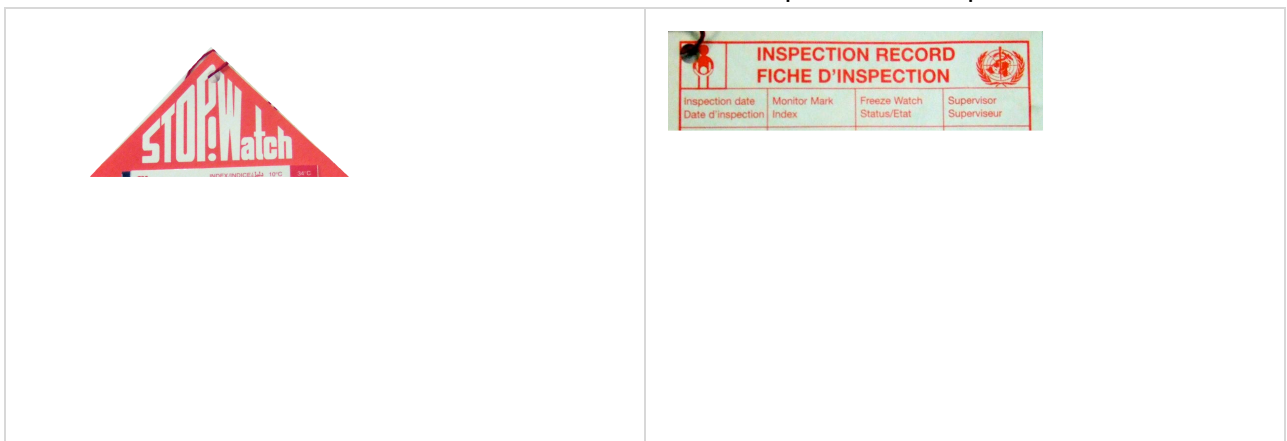 STOP!Watch
INDEX/INDICE/دليل 10°C 34°C
INSPECTION RECORD
FICHE D'INSPECTION
Inspection date Monitor Mark Freeze Watch Supervisor
Date d'inspection Index Status/Etat Superviseur